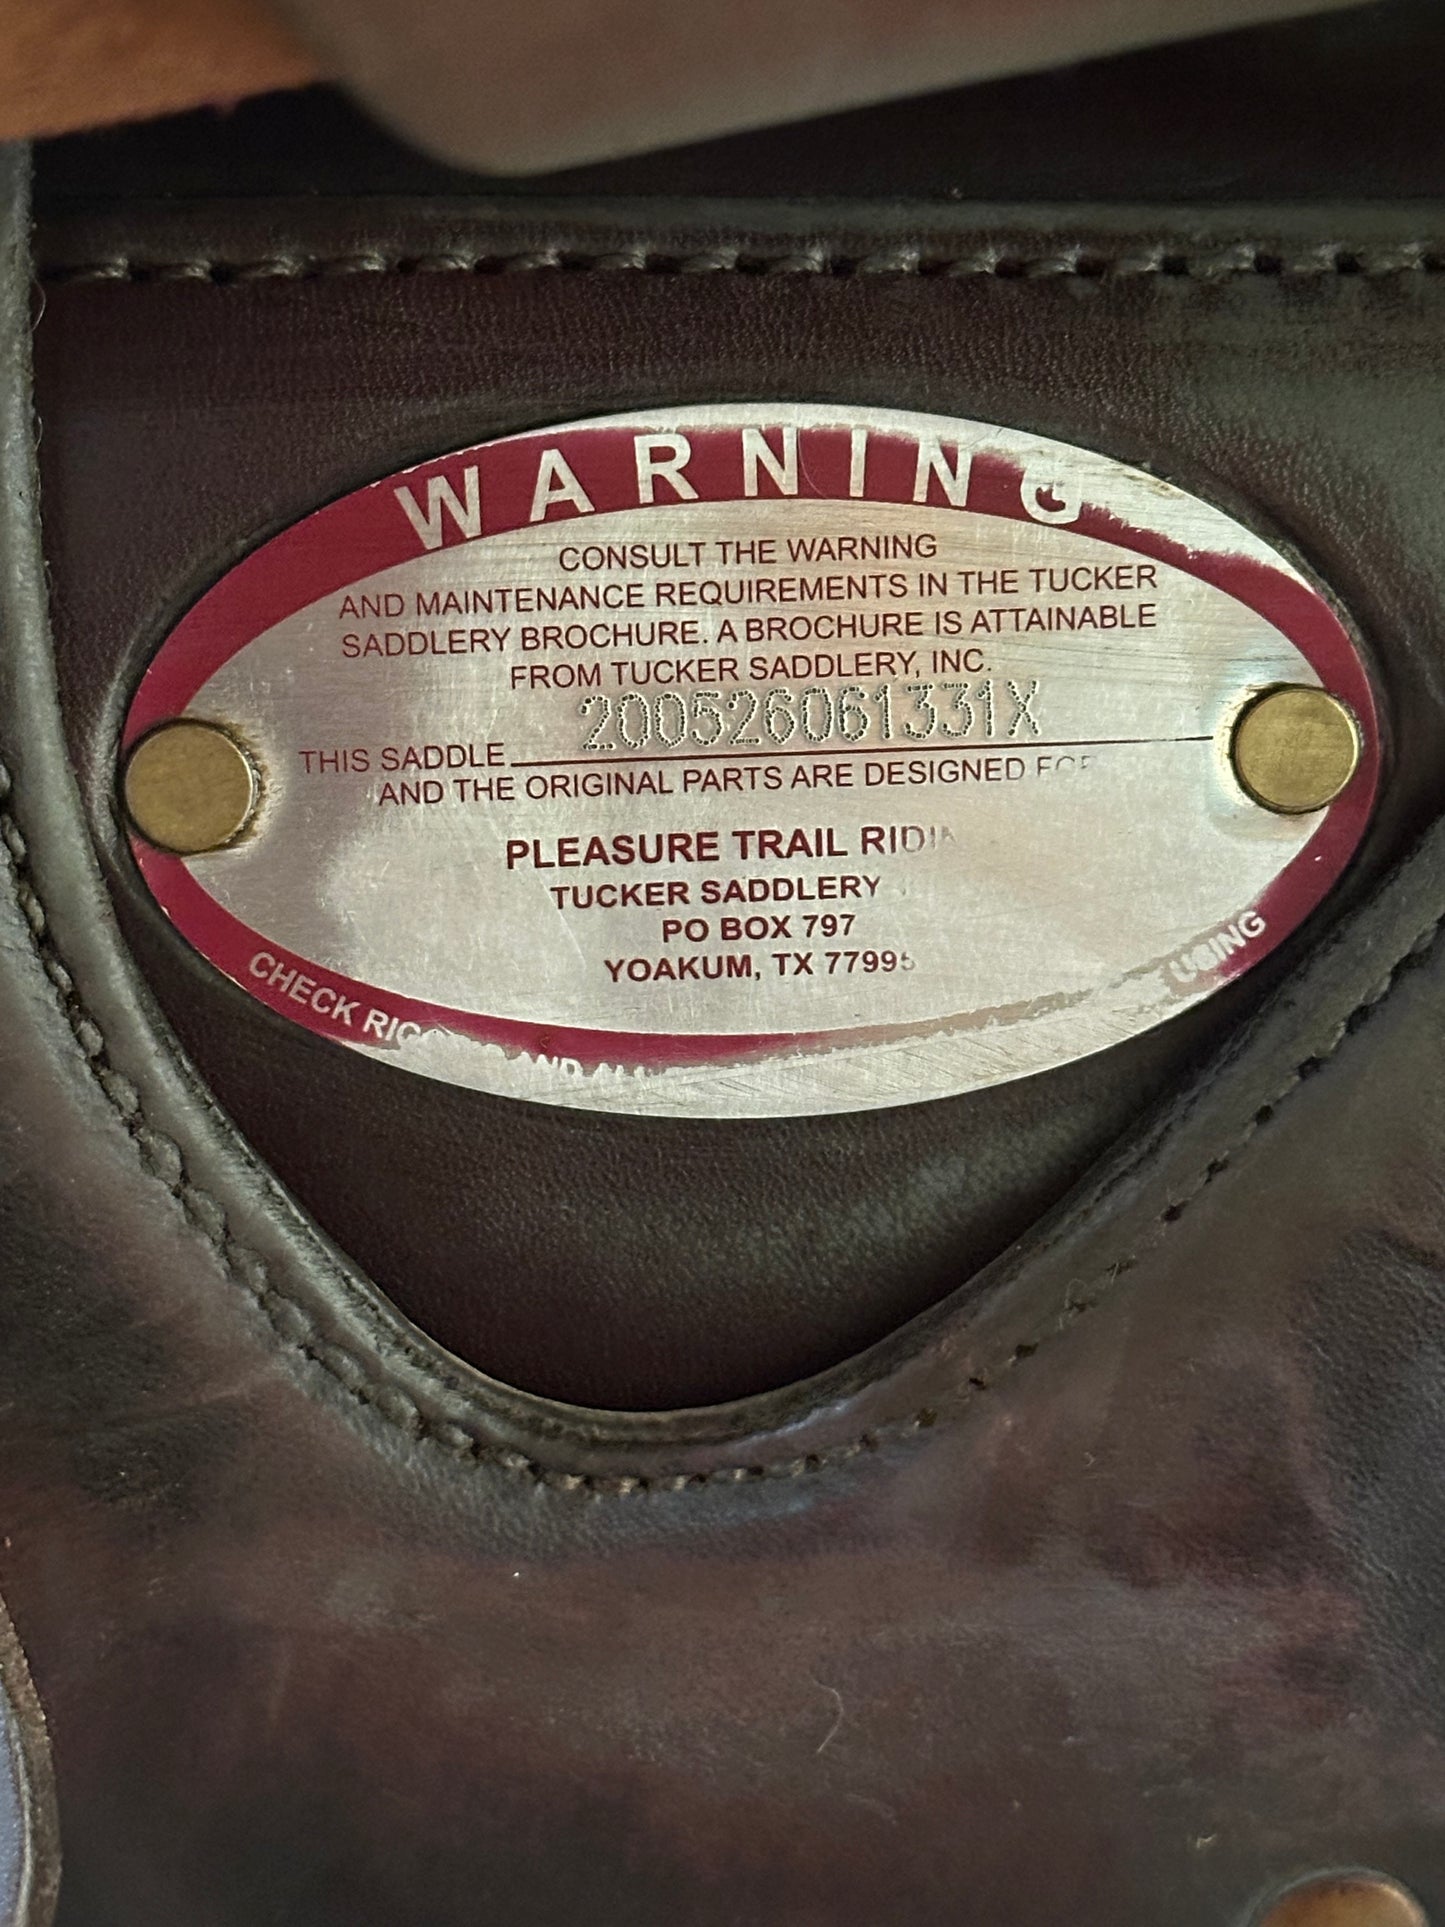 WARNING
CONSULT THE WARNING
AND MAINTENANCE REQUIREMENTS IN THE TUCKER
SADDLERY BROCHURE. A BROCHURE IS ATTAINABLE
FROM TUCKER SADDLERY, INC.
200526061331X
THIS SADDLE
AND THE ORIGINAL PARTS ARE DESIGNED
PLEASURE TRAIL
TUCKER SADDLERY
PO BOX 797
YOAKUM, TX 77995
CHECK AND USING